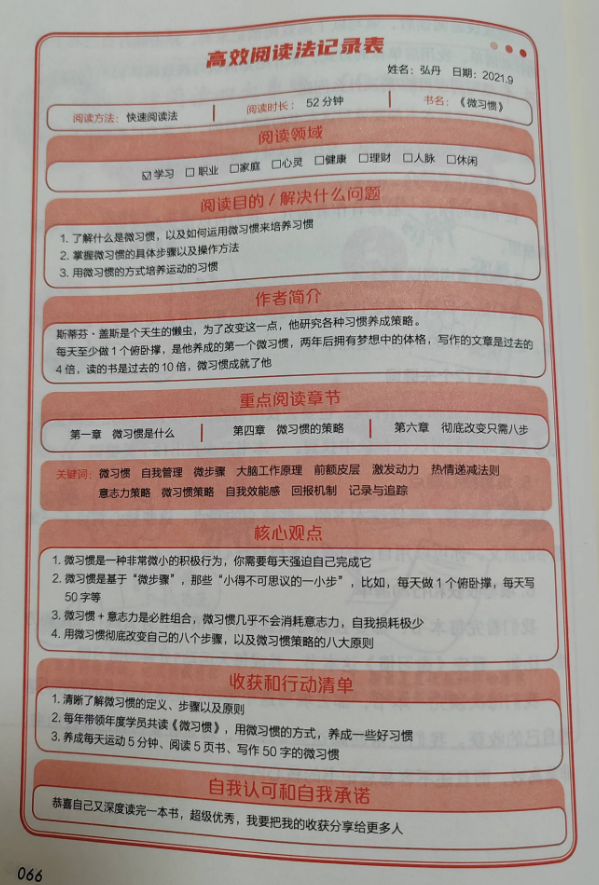 高效阅读法记录表
姓名：弘丹 日期：2021.9
阅读方法：快速阅读法 阅读时长：52 分钟 书名：《微习惯》
阅读领域
☑学习 □职业 □家庭 □心灵 □健康 □理财 □人脉 □休闲
阅读目的 / 解决什么问题
1. 了解什么是微习惯，以及如何运用微习惯来培养习惯
2. 掌握微习惯的具体步骤以及操作方法
3. 用微习惯的方式培养运动的习惯
作者简介
斯蒂芬·盖斯是个天生的懒虫，为了改变这一点，他研究各种习惯养成策略。
每天至少做 1 个俯卧撑，是他养成的第一个微习惯，两年后拥有梦想中的体格，写作的文章是过去的
4 倍，读的书是过去的 10 倍，微习惯成就了他
重点阅读章节
第一章 微习惯是什么 第四章 微习惯的策略 第六章 彻底改变只需八步
关键词：微习惯 自我管理 微步骤 大脑工作原理 前额皮层 激发动力 热情递减法则
意志力策略 微习惯策略 自我效能感 回报机制 记录与追踪
核心观点
1. 微习惯是一种非常微小的积极行为，你需要每天强迫自己完成它
2. 微习惯是基于“微步骤”，那些“小得不可思议的一小步”，比如，每天做 1 个俯卧撑，每天写
50 字等
3. 微习惯 + 意志力是必胜组合，微习惯几乎不会消耗意志力，自我损耗极少
4. 用微习惯彻底改变自己的八个步骤，以及微习惯策略的八大原则
收获和行动清单
1. 清晰了解微习惯的定义、步骤以及原则
2. 每年带领年度学员共读《微习惯》，用微习惯的方式，养成一些好习惯
3. 养成每天运动 5 分钟、阅读 5 页书、写作 50 字的微习惯
自我认可和自我承诺
恭喜自己又深度读完一本书，超级优秀，我要把我的收获分享给更多人
066